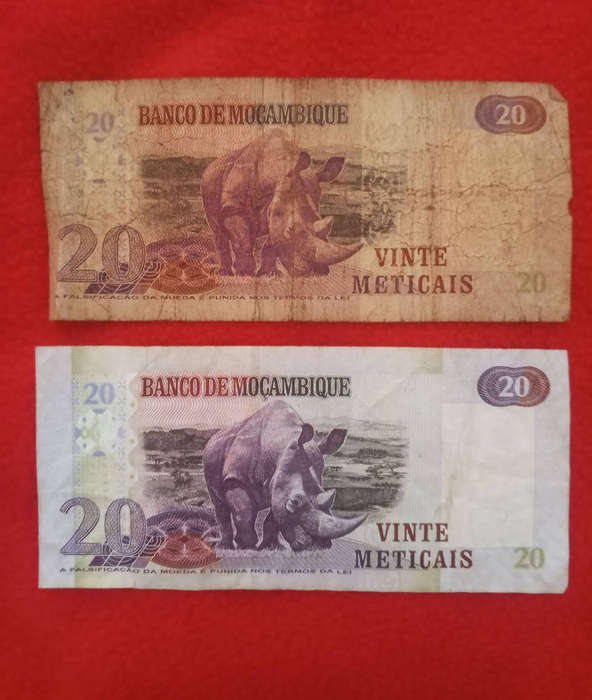 BANCO DE MOÇAMBIQUE
20
20
20
VINTE
METICAIS
20
A FALSIFICAÇÃO DA MOEDA É PUNIDA NOS TERMOS DA LEI
BANCO DE MOÇAMBIQUE
20
20
20
VINTE
METICAIS
20
A FALSIFICAÇÃO DA MOEDA É PUNIDA NOS TERMOS DA LEI